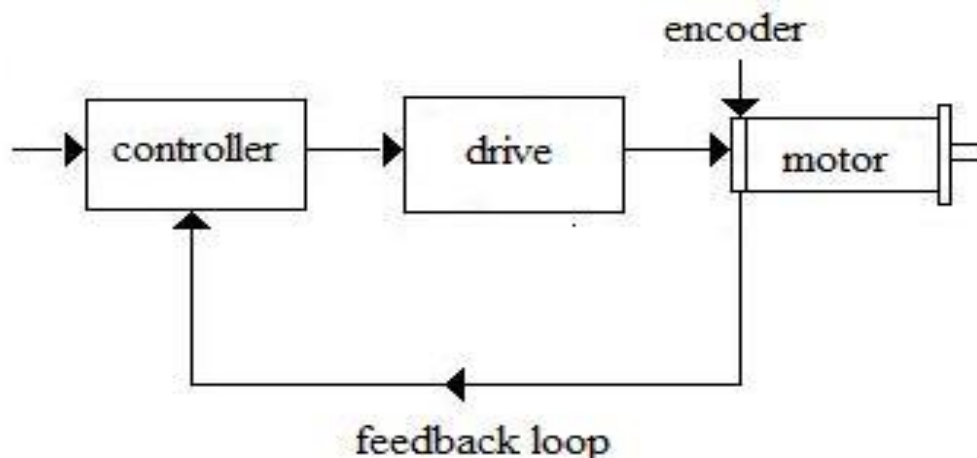 encoder
controller
drive
motor
feedback loop